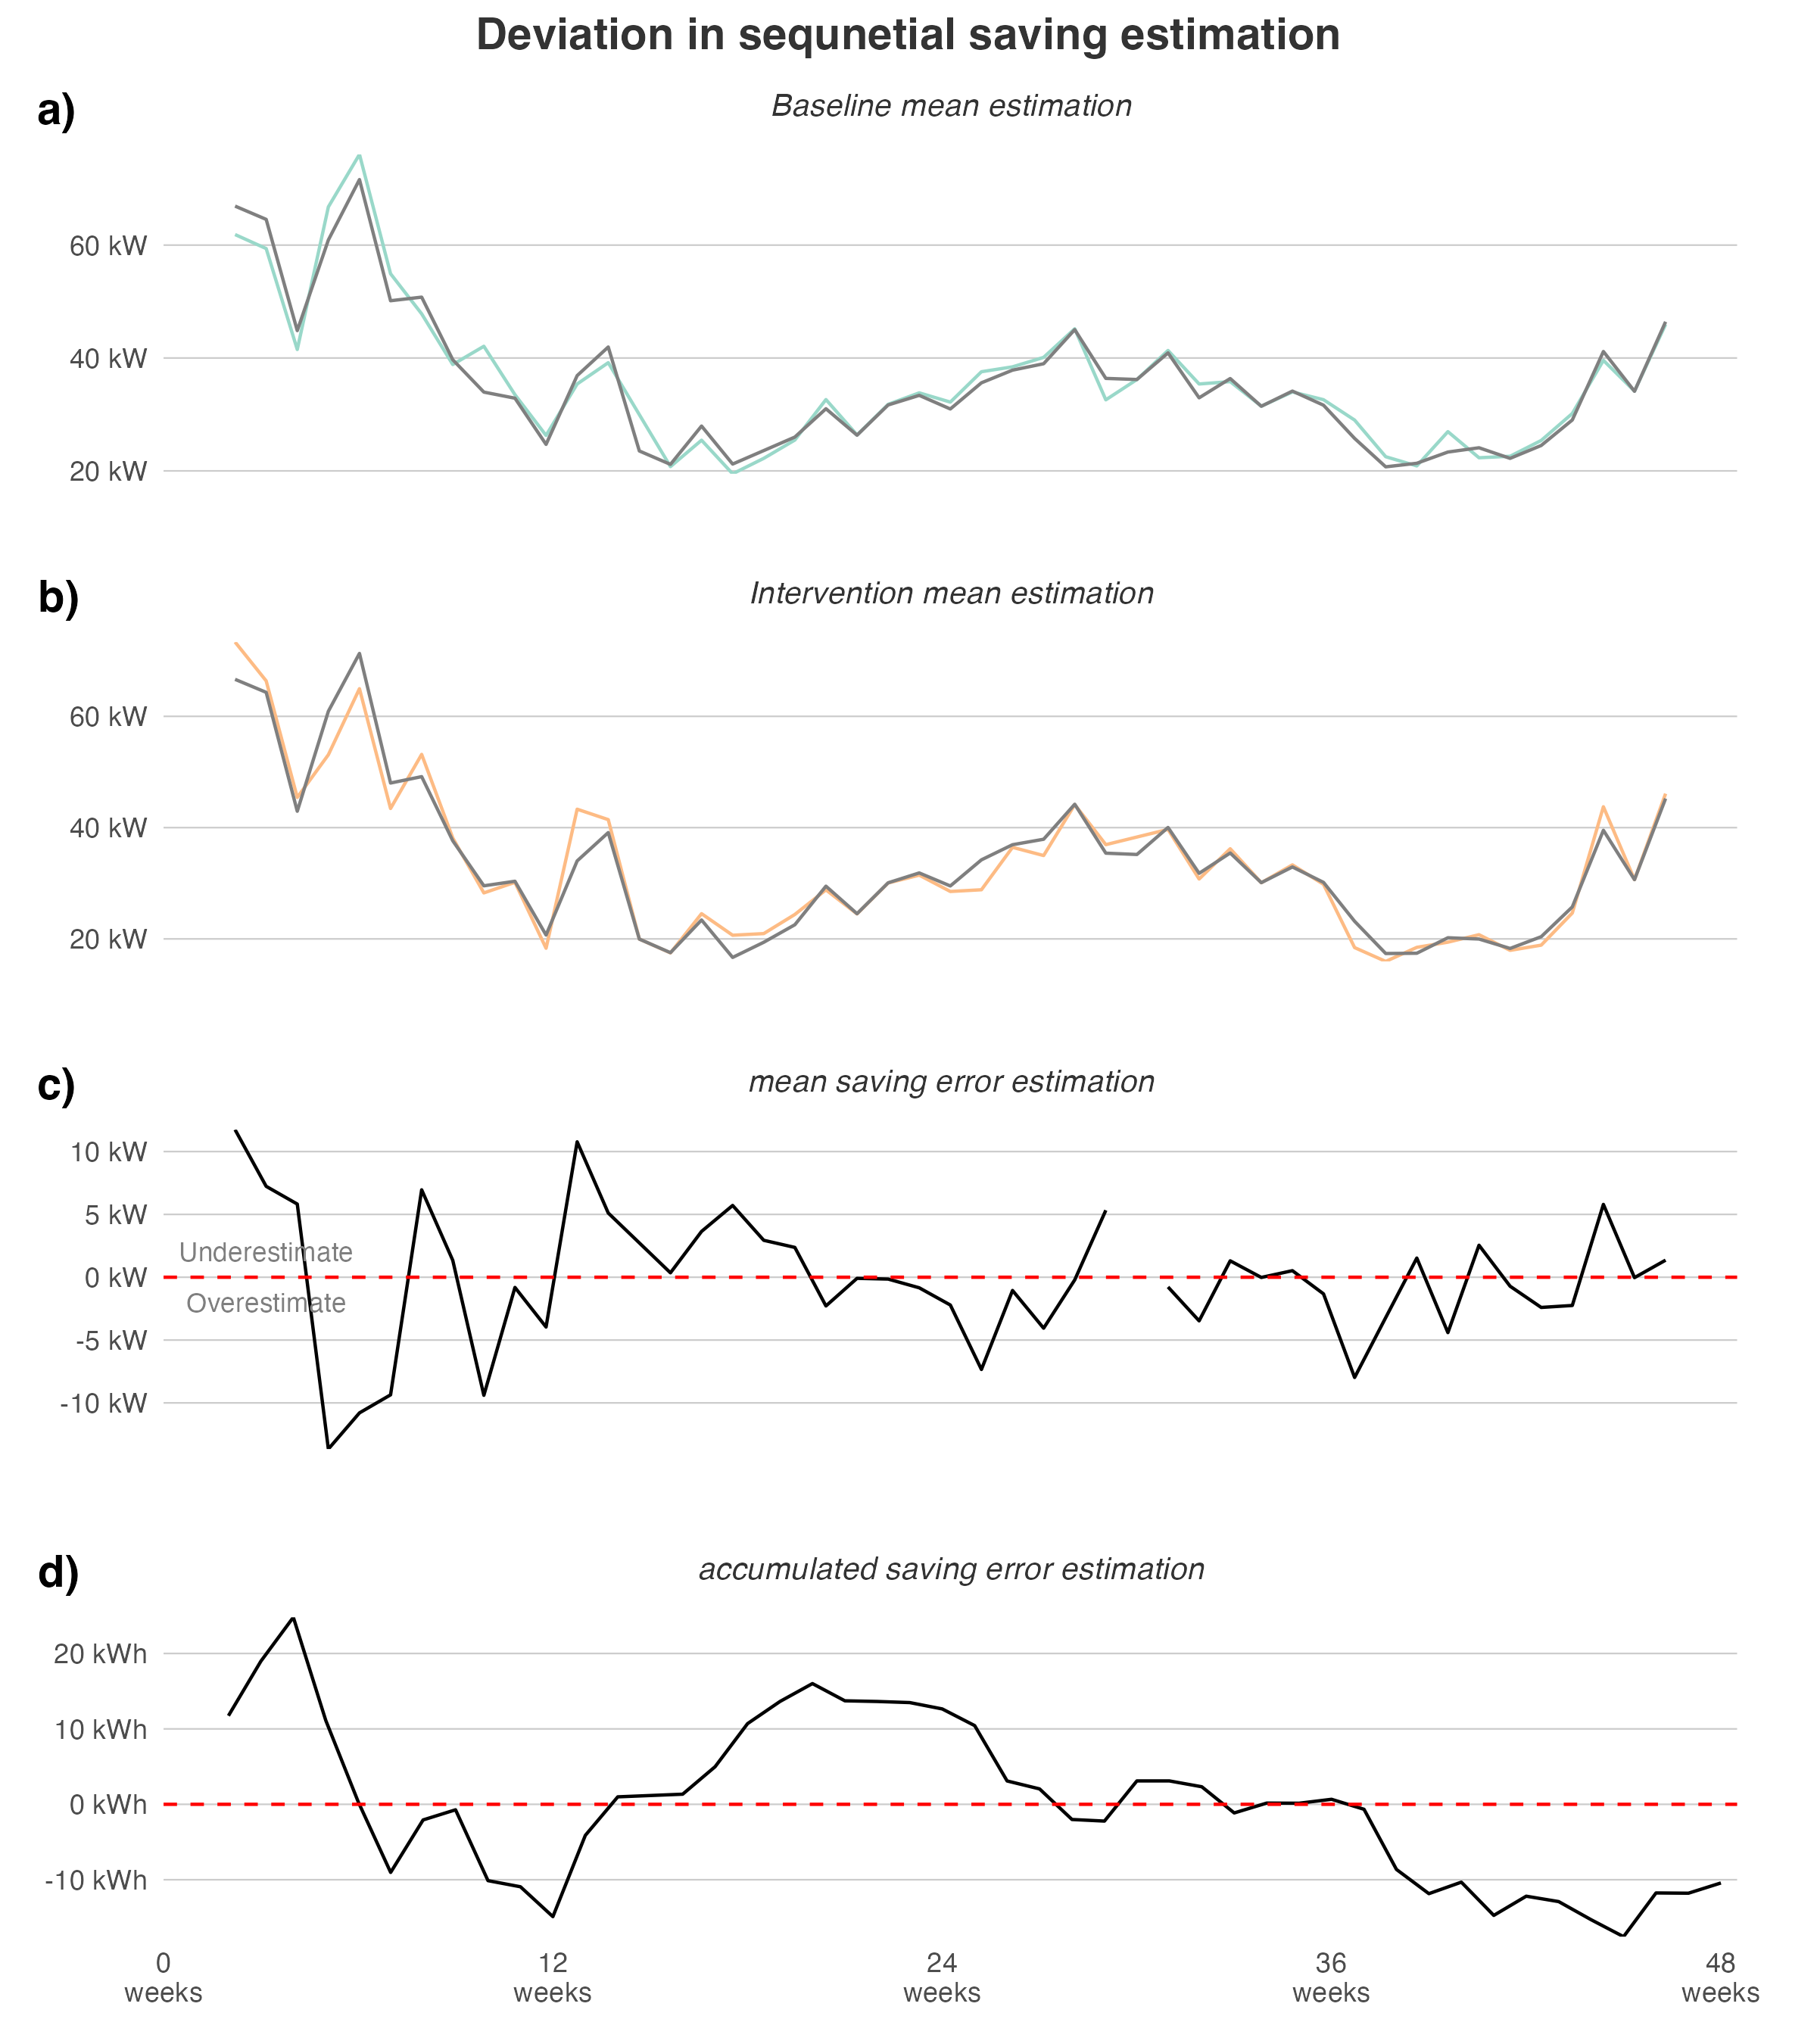 Deviation in sequnetial saving estimation
a)
Baseline mean estimation
60 kW
40 kW
20 kW
b)
Intervention mean estimation
60 kW
40 kW
20 kW
c)
mean saving error estimation
10 kW
5 kW
Underestimate
0 kW
Overestimate
-5 kW
-10 kW
d)
accumulated saving error estimation
20 kWh
10 kWh
0 kWh
-10 kWh
0 12 24 36 48
weeks weeks weeks weeks weeks